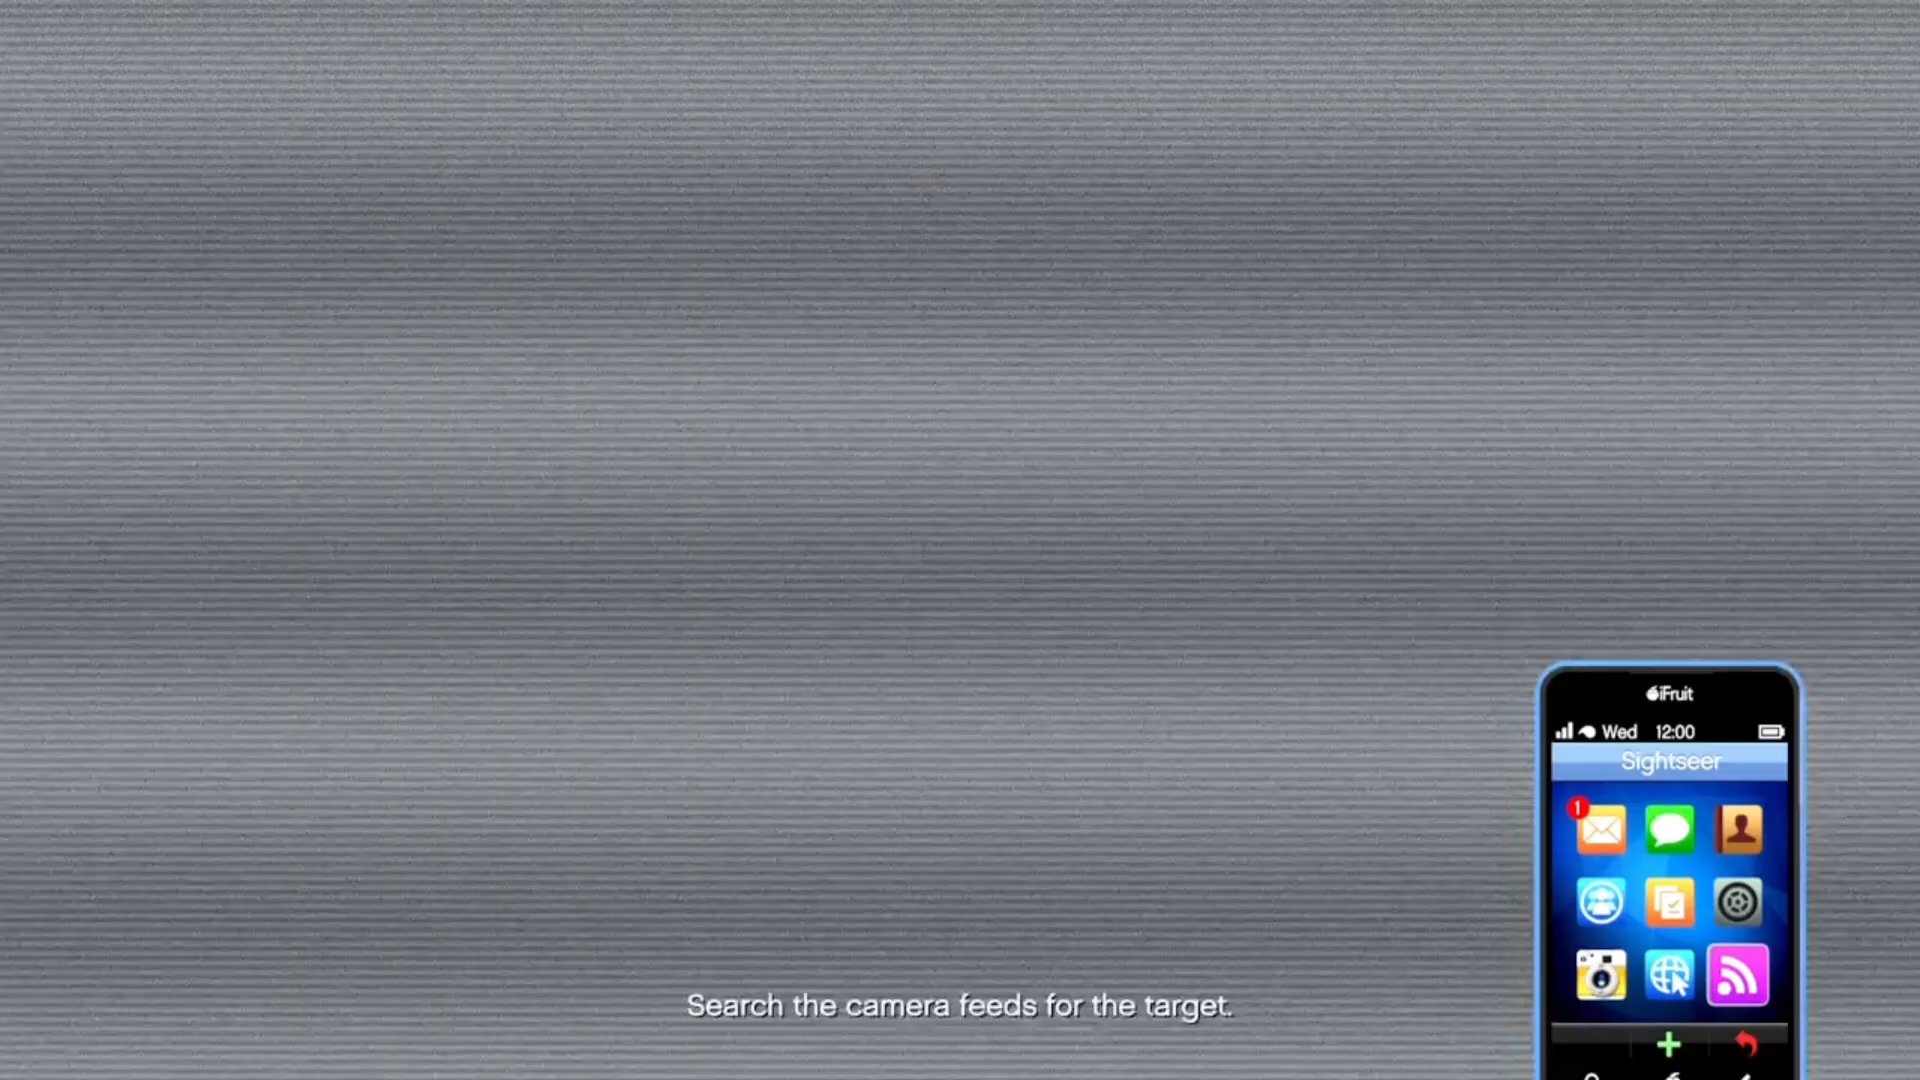 iFruit
Wed 12:00
Sightseer
1
Search the camera feeds for the target.